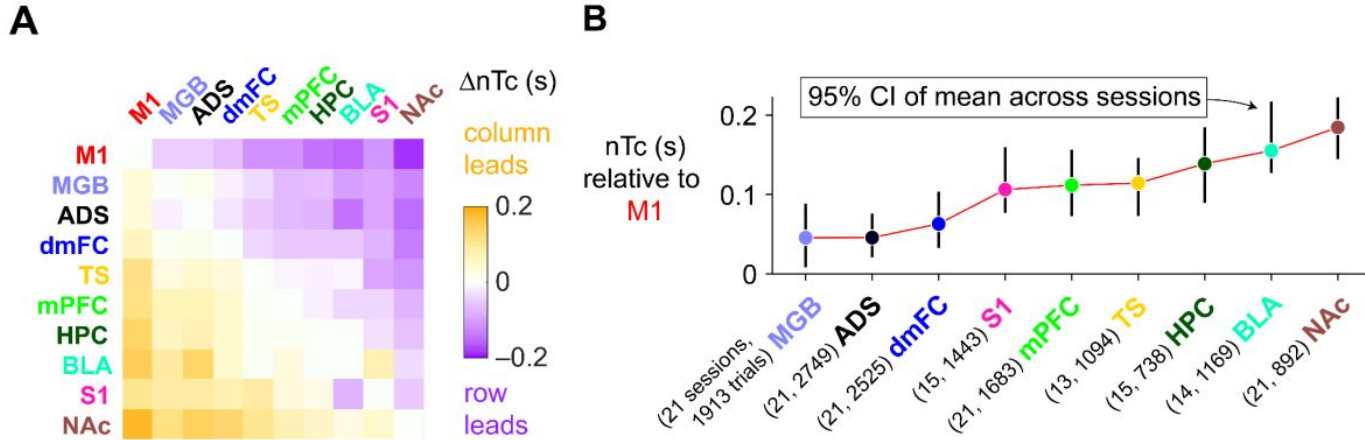 A
M1 MGB ADS dmFC TS mPFC HPC BLA S1 NAc
M1
MGB
ADS
dmFC
TS
mPFC
HPC
BLA
S1
NAc
ΔnTc (s)
column
leads
0.2
0
–0.2
row
leads
B
95% CI of mean across sessions
nTc (s)
relative to
M1
0.2
0.1
0
(21 sessions,
1913 trials) MGB
(21, 2749) ADS
(21, 2525) dmFC
(15, 1443) S1
(21, 1683) mPFC
(13, 1094) TS
(15, 738) HPC
(14, 1169) BLA
(21, 892) NAc